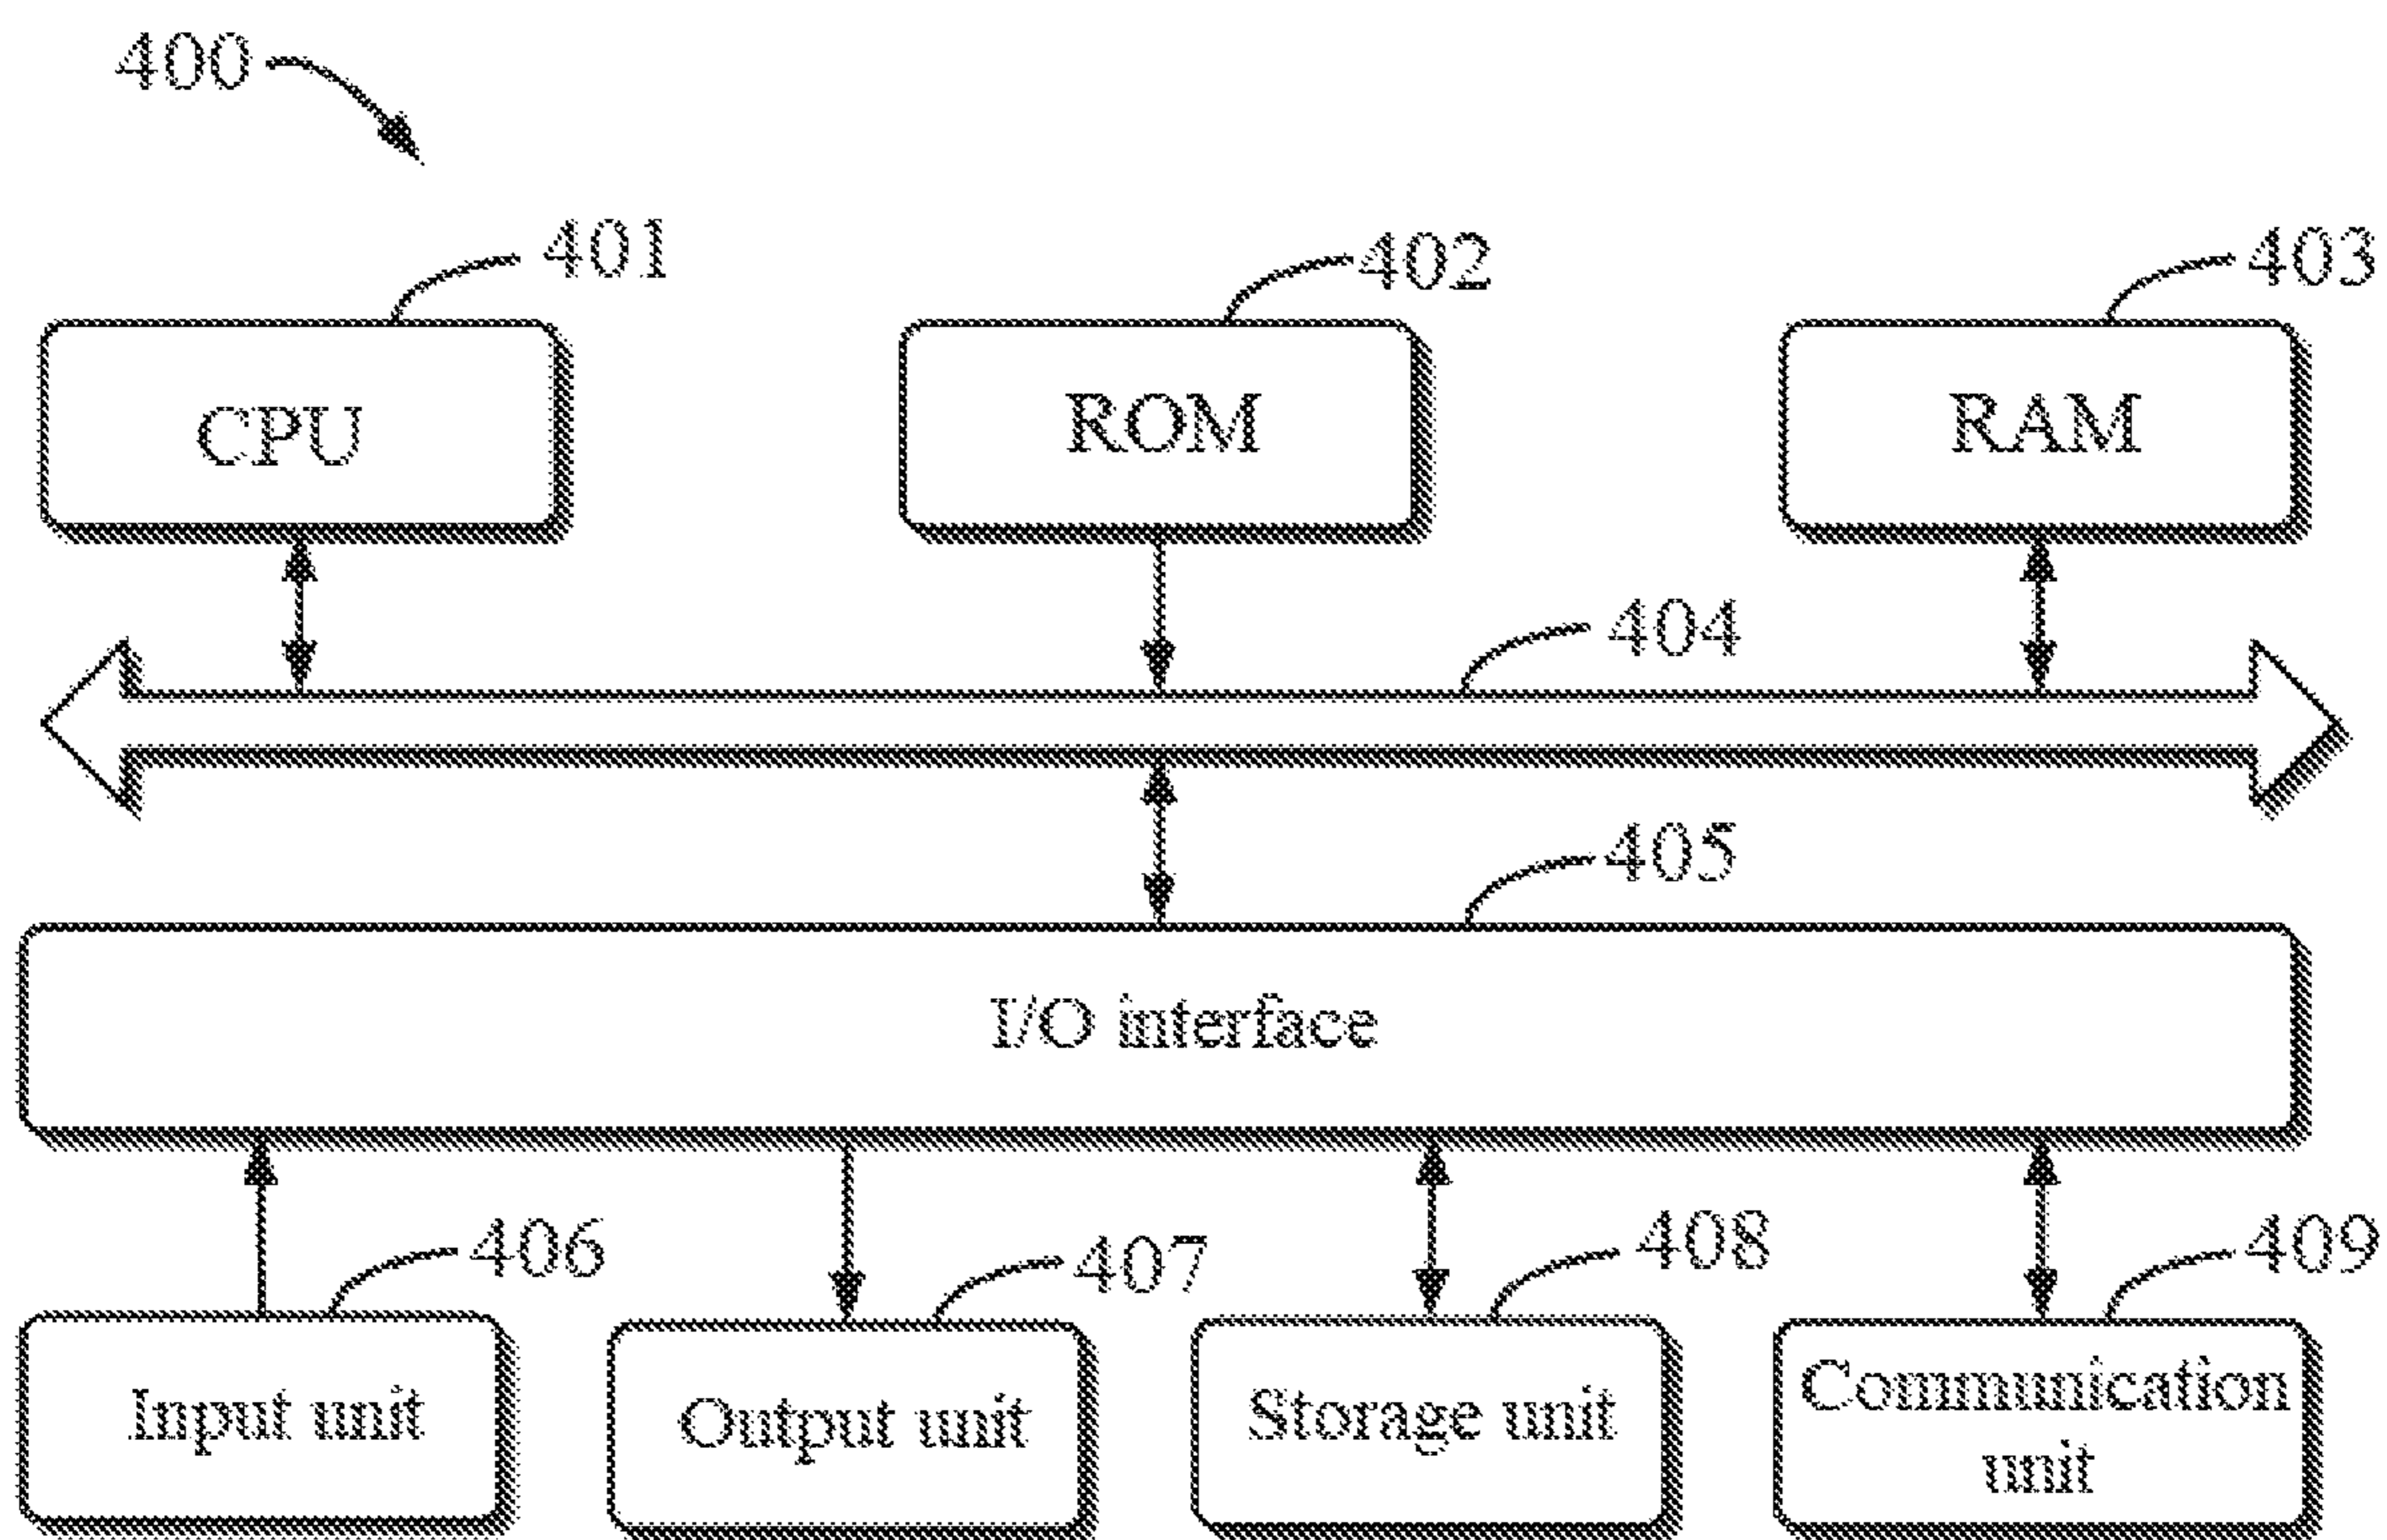 400
401
402
403
CPU
ROM
RAM
404
405
I/O interface
406
407
408
409
Input unit
Output unit
Storage unit
Communication
unit